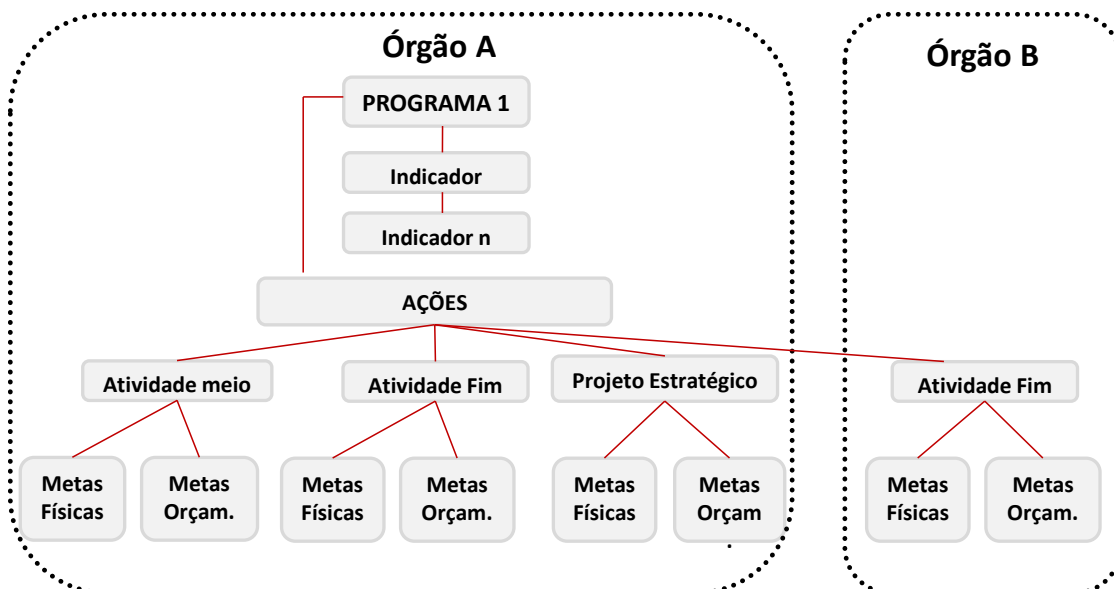 Órgão A
Órgão B
PROGRAMA 1
Indicador
Indicador n
AÇÕES
Atividade meio
Atividade Fim
Projeto Estratégico
Atividade Fim
Metas
Físicas
Metas
Orçam.
Metas
Físicas
Metas
Orçam.
Metas
Físicas
Metas
Orçam
Metas
Físicas
Metas
Orçam.